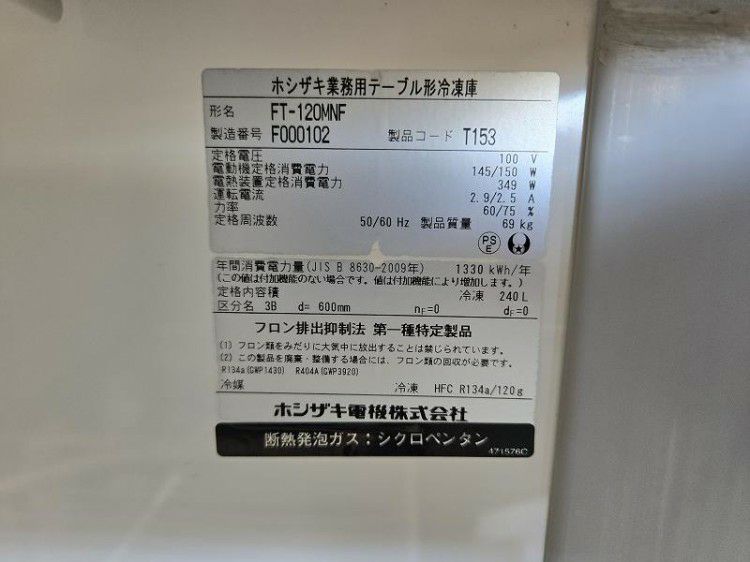 ホシザキ業務用テーブル形冷凍庫
形名 FT-120MNF
製造番号 F000102 製品コード T153
定格電圧 100 V
電動機定格消費電力 145/150 W
電熱装置定格消費電力 349 W
運転電流 2.9/2.5 A
力率 60/75 %
定格周波数 50/60 Hz 製品質量 69 kg
PSE
年間消費電力量(JIS B 8630-2009年) 1330 kWh/年
(この値は付加機能のない場合です。値は付加機能により増加します。)
定格内容積 冷凍 240 L
区分名 3B d= 600mm nF=0 dF=0
フロン排出抑制法 第一種特定製品
(1) フロン類をみだりに大気中に放出することは禁じられています。
(2) この製品を廃棄・整備する場合には、フロン類の回収が必要です。
R134a(GWP1430) R404A(GWP3920)
冷媒 冷凍 HFC R134a/120g
ホシザキ電機株式会社
断熱発泡ガス:シクロペンタン
471576C